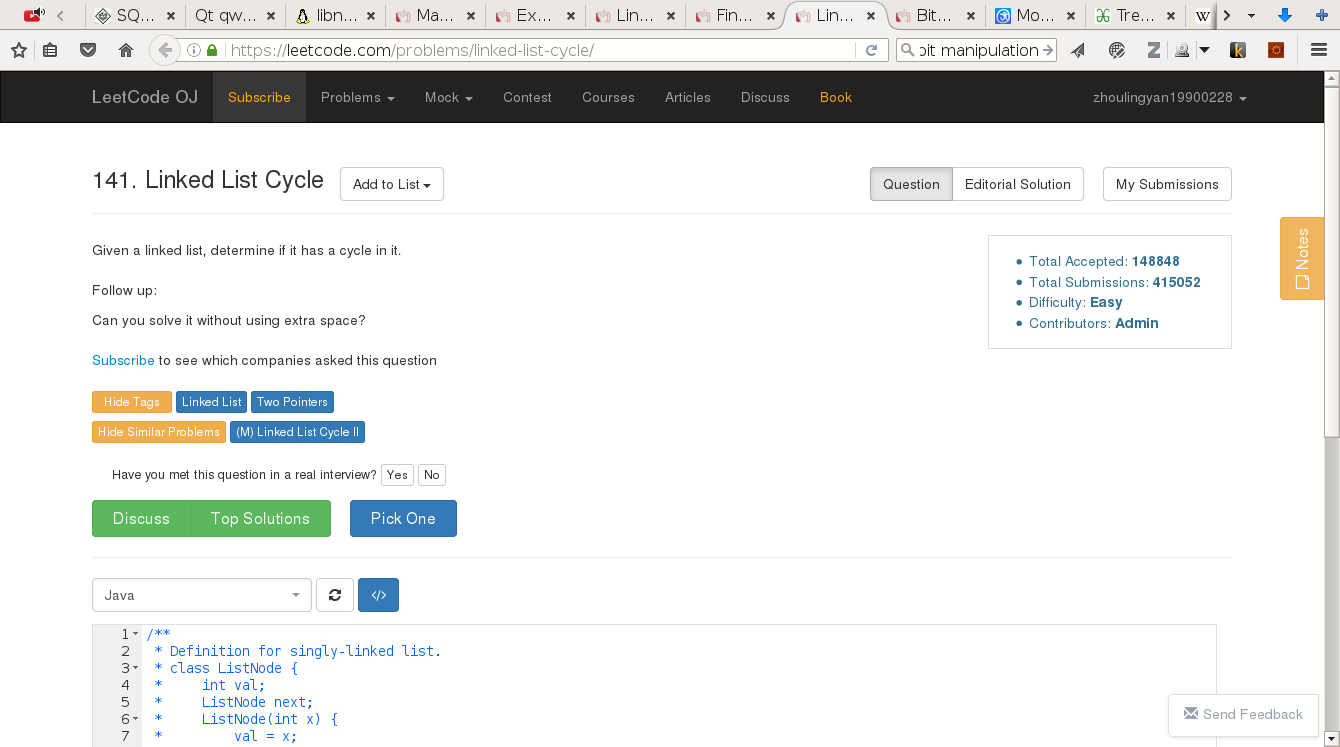 SQ... Qt qw... libn... Ma... Ex... Lin... Fin... Lin... Bit... Mo... Tre... W
https://leetcode.com/problems/linked-list-cycle/ bit manipulation
LeetCode OJ Subscribe Problems Mock Contest Courses Articles Discuss Book zhoulingyan19900228
141. Linked List Cycle Add to List Question Editorial Solution My Submissions
Notes
Given a linked list, determine if it has a cycle in it.
Follow up:
Can you solve it without using extra space?
Subscribe to see which companies asked this question
Total Accepted: 148848
Total Submissions: 415052
Difficulty: Easy
Contributors: Admin
Hide Tags Linked List Two Pointers
Hide Similar Problems (M) Linked List Cycle II
Have you met this question in a real interview? Yes No
Discuss Top Solutions Pick One
Java </>
1 /**
2 * Definition for singly-linked list.
3 * class ListNode {
4 *     int val;
5 *     ListNode next;
6 *     ListNode(int x) {
7 *         val = x;
Send Feedback